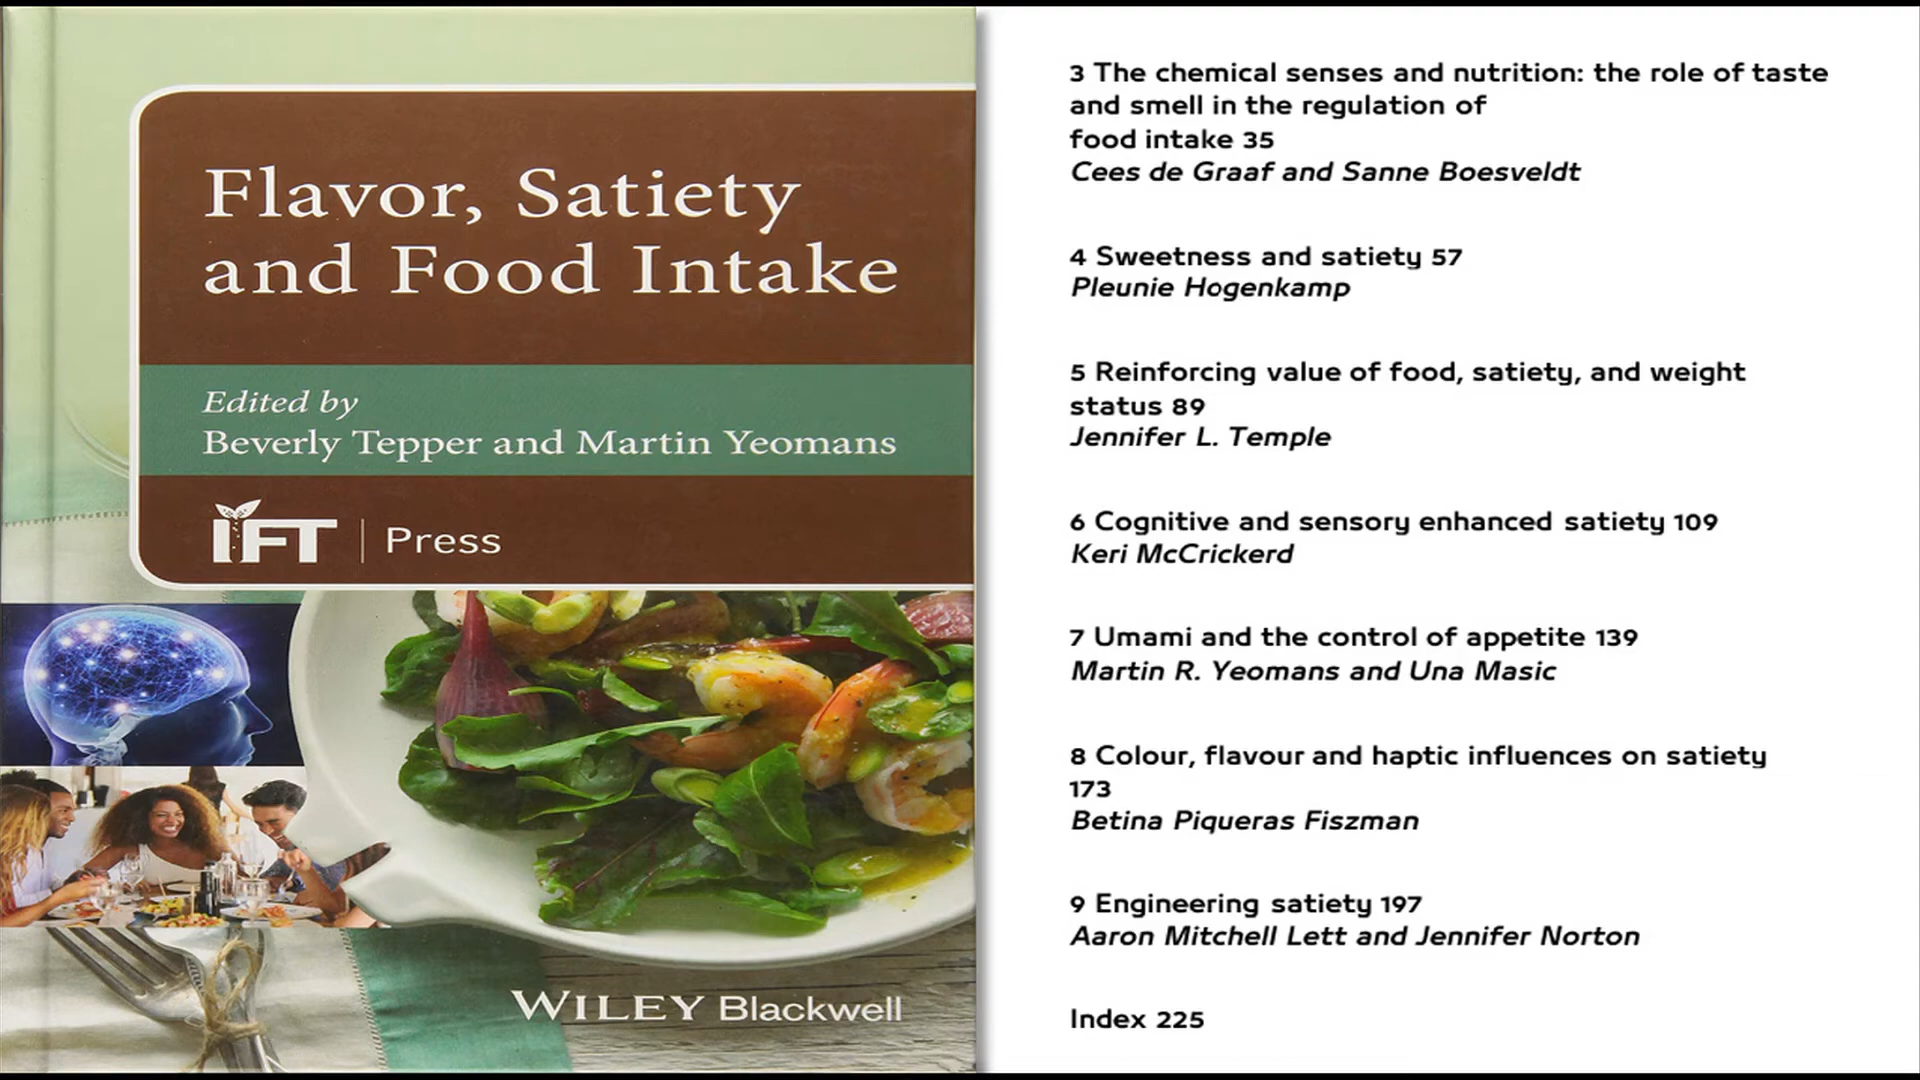 Flavor, Satiety
and Food Intake
Edited by
Beverly Tepper and Martin Yeomans
IFT | Press
WILEY Blackwell
3 The chemical senses and nutrition: the role of taste
and smell in the regulation of
food intake 35
Cees de Graaf and Sanne Boesveldt
4 Sweetness and satiety 57
Pleunie Hogenkamp
5 Reinforcing value of food, satiety, and weight
status 89
Jennifer L. Temple
6 Cognitive and sensory enhanced satiety 109
Keri McCrickerd
7 Umami and the control of appetite 139
Martin R. Yeomans and Una Masic
8 Colour, flavour and haptic influences on satiety
173
Betina Piqueras Fiszman
9 Engineering satiety 197
Aaron Mitchell Lett and Jennifer Norton
Index 225